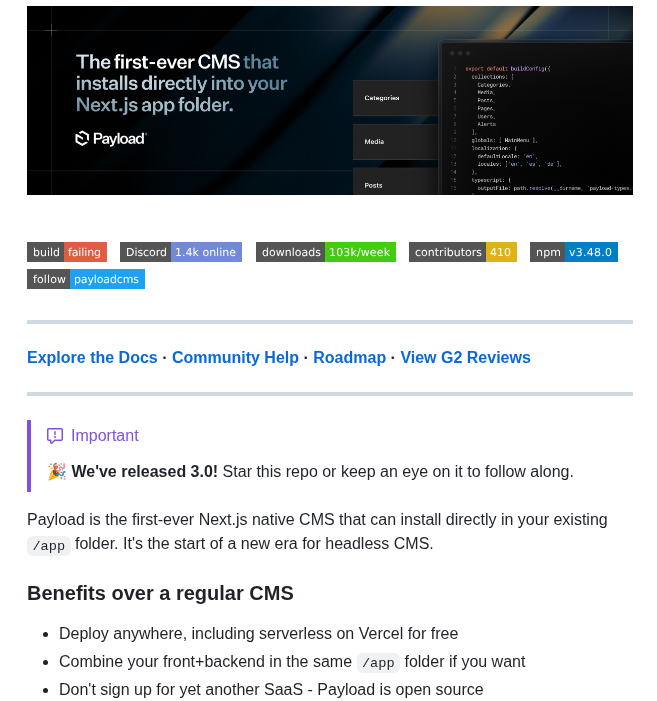 The first-ever CMS that
installs directly into your
Next.js app folder.
Payload
Categories
Media
Posts
1 export default buildConfig({
2 collections: [
3 Categories,
4 Media,
5 Posts,
6 Pages,
7 Users,
8 Alerts
9 ],
10 globals: [ MainMenu ],
11 localization: {
12 defaultLocale: 'en',
13 locales: ['en', 'es', 'de'],
14 },
15 typescript: {
16 outputFile: path.resolve(__dirname, 'payload-types.
build failing Discord 1.4k online downloads 103k/week contributors 410 npm v3.48.0
follow payloadcms
Explore the Docs · Community Help · Roadmap · View G2 Reviews
Important
🎉 We've released 3.0! Star this repo or keep an eye on it to follow along.
Payload is the first-ever Next.js native CMS that can install directly in your existing
/app folder. It's the start of a new era for headless CMS.
Benefits over a regular CMS
• Deploy anywhere, including serverless on Vercel for free
• Combine your front+backend in the same /app folder if you want
• Don't sign up for yet another SaaS - Payload is open source